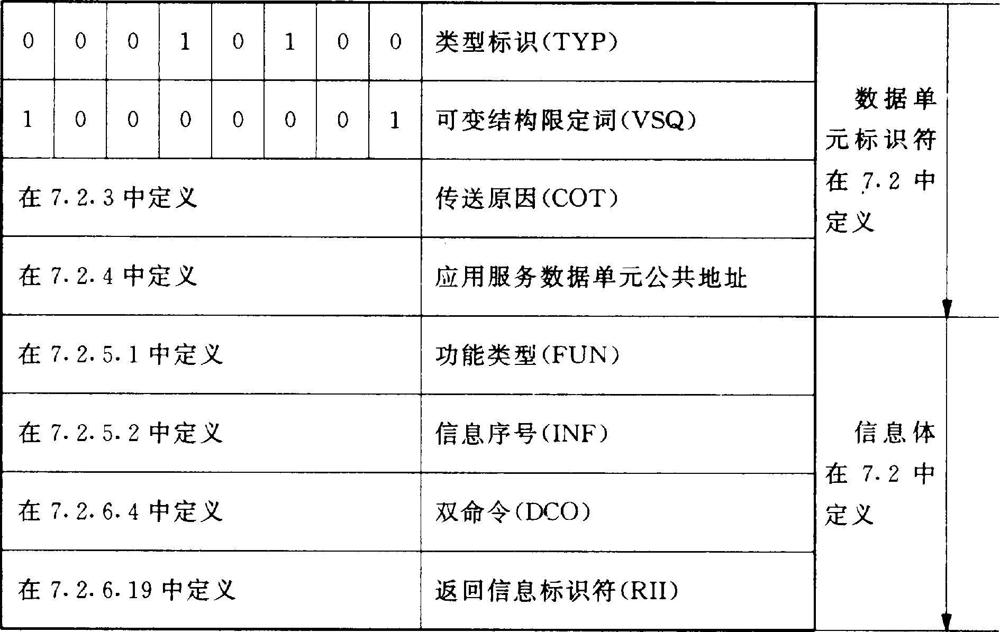 0 0 0 1 0 1 0 0 类型标识(TYP)
1 0 0 0 0 0 0 1 可变结构限定词(VSQ)
在 7.2.3 中定义 传送原因(COT)
在 7.2.4 中定义 应用服务数据单元公共地址
数据单
元标识符
在 7.2 中
定义
在 7.2.5.1 中定义 功能类型(FUN)
在 7.2.5.2 中定义 信息序号(INF)
在 7.2.6.4 中定义 双命令(DCO)
在 7.2.6.19 中定义 返回信息标识符(RII)
信息体
在 7.2 中
定义